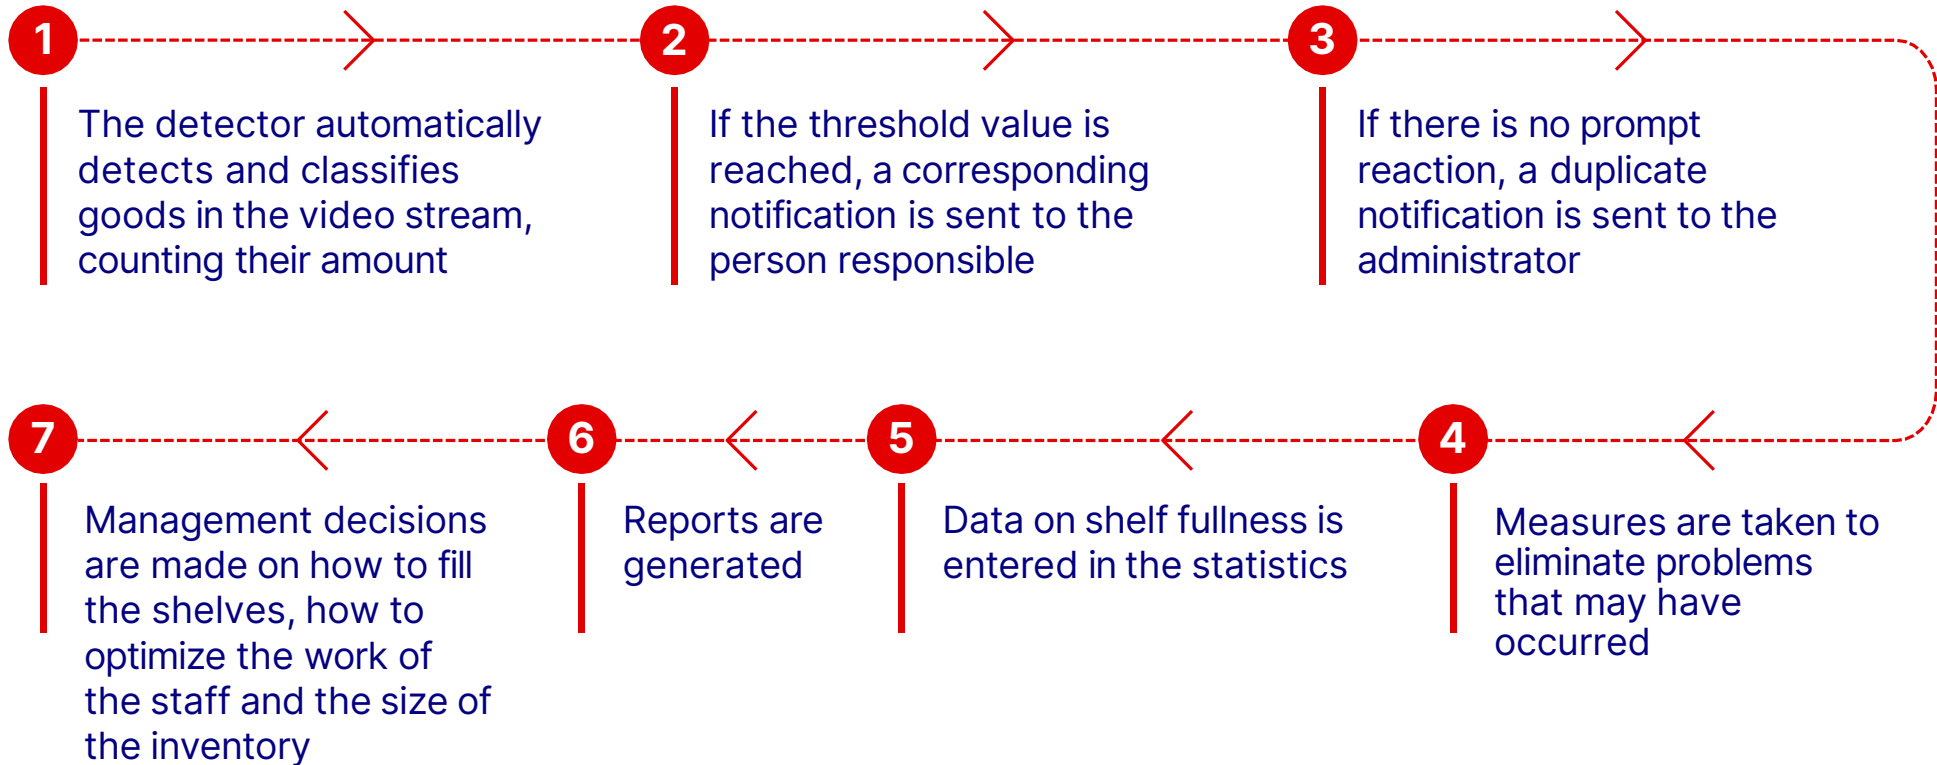 1
The detector automatically
detects and classifies
goods in the video stream,
counting their amount
2
If the threshold value is
reached, a corresponding
notification is sent to the
person responsible
3
If there is no prompt
reaction, a duplicate
notification is sent to the
administrator
4
Measures are taken to
eliminate problems
that may have
occurred
5
Data on shelf fullness is
entered in the statistics
6
Reports are
generated
7
Management decisions
are made on how to fill
the shelves, how to
optimize the work of
the staff and the size of
the inventory